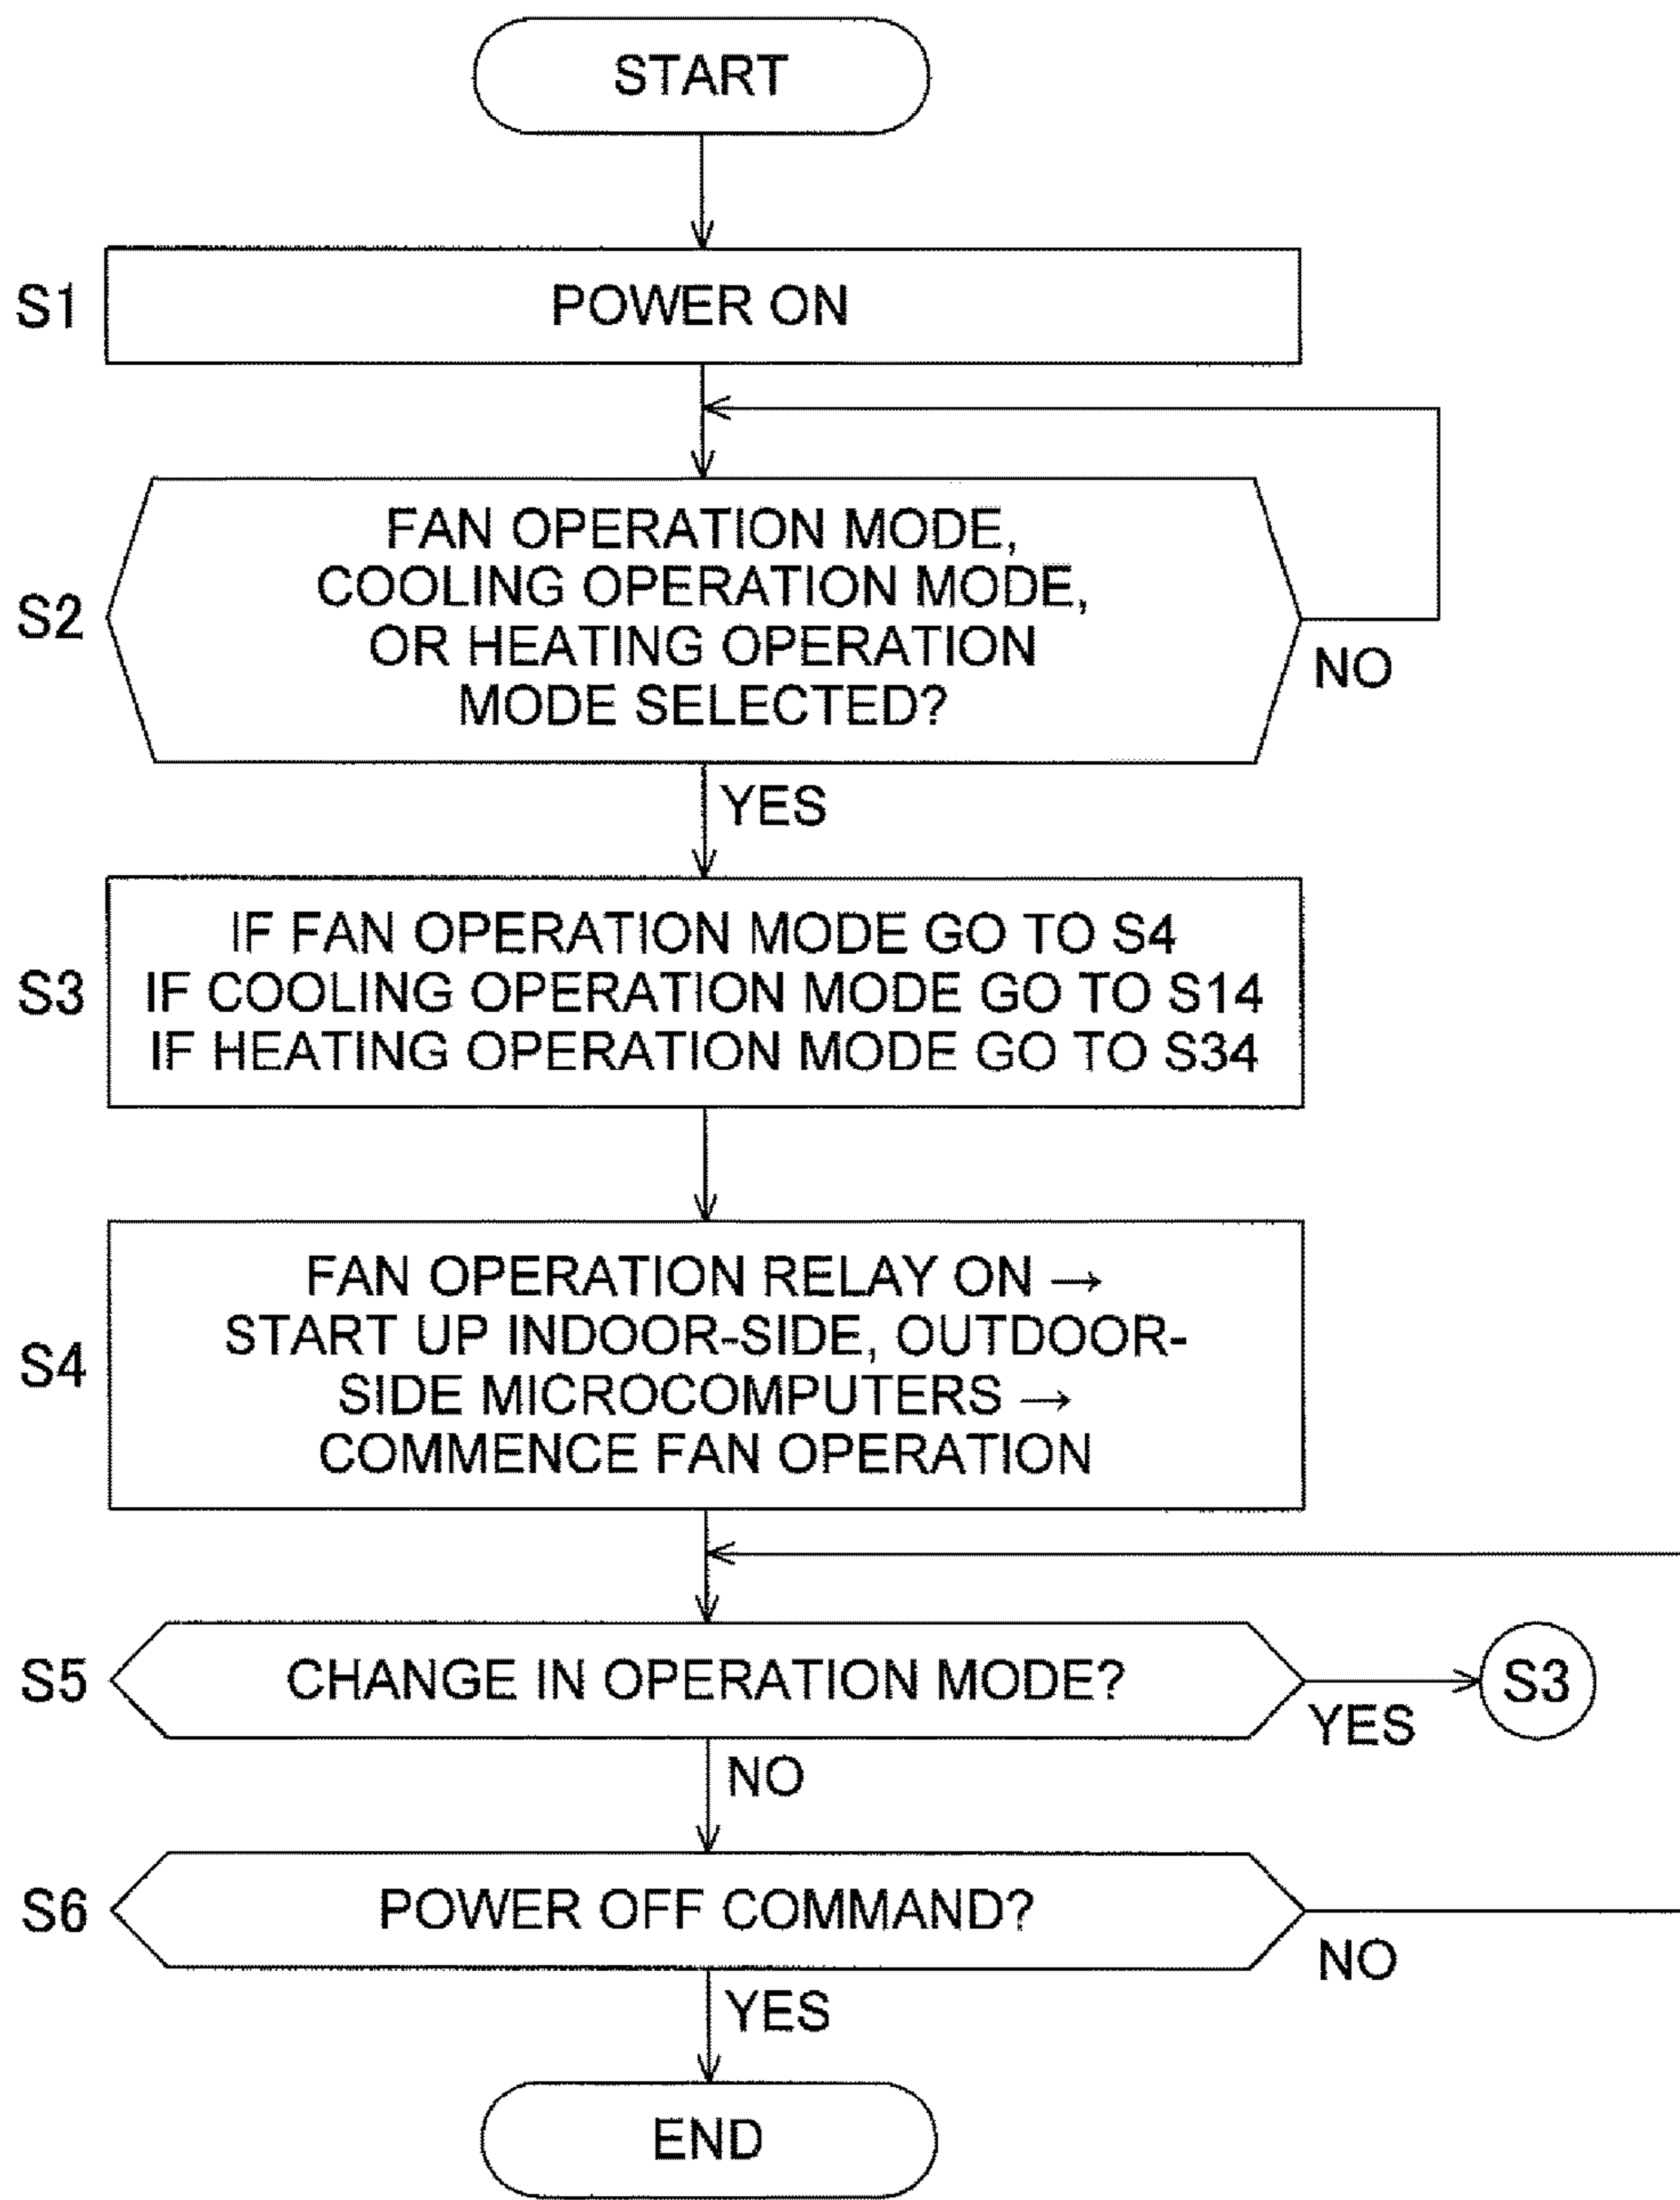 START
S1
POWER ON
S2
FAN OPERATION MODE,
COOLING OPERATION MODE,
OR HEATING OPERATION
MODE SELECTED?
NO
YES
S3
IF FAN OPERATION MODE GO TO S4
IF COOLING OPERATION MODE GO TO S14
IF HEATING OPERATION MODE GO TO S34
S4
FAN OPERATION RELAY ON →
START UP INDOOR-SIDE, OUTDOOR-
SIDE MICROCOMPUTERS →
COMMENCE FAN OPERATION
S5
CHANGE IN OPERATION MODE?
YES
S3
NO
S6
POWER OFF COMMAND?
NO
YES
END